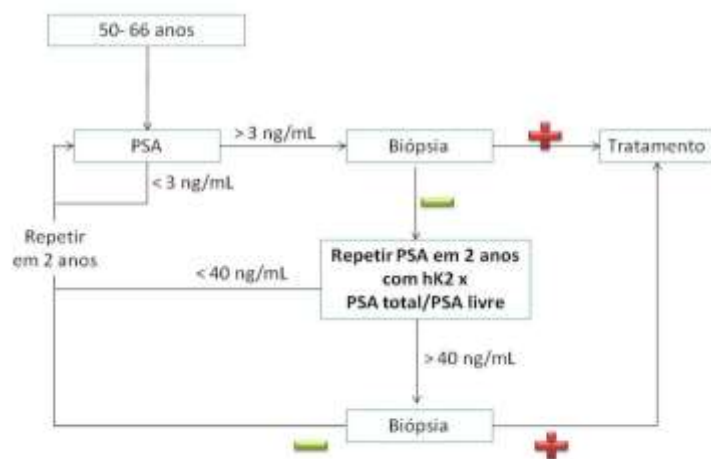 50- 66 anos
PSA
> 3 ng/mL
Biópsia
Tratamento
< 3 ng/mL
Repetir
em 2 anos
< 40 ng/mL
Repetir PSA em 2 anos
com hK2 x
PSA total/PSA livre
> 40 ng/mL
Biópsia